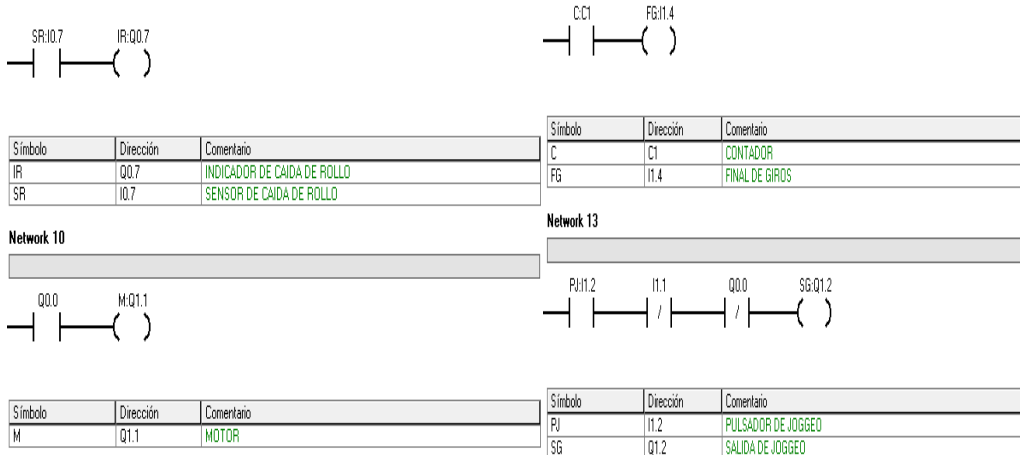 SR:I0.7 IR:Q0.7
Símbolo Dirección Comentario
IR Q0.7 INDICADOR DE CAIDA DE ROLLO
SR I0.7 SENSOR DE CAIDA DE ROLLO
Network 10
Q0.0 M:Q1.1
Símbolo Dirección Comentario
M Q1.1 MOTOR
C:C1 FG:I1.4
Símbolo Dirección Comentario
C C1 CONTADOR
FG I1.4 FINAL DE GIROS
Network 13
PJ:I1.2 I1.1 Q0.0 SG:Q1.2
/ /
Símbolo Dirección Comentario
PJ I1.2 PULSADOR DE JOGGEO
SG Q1.2 SALIDA DE JOGGEO